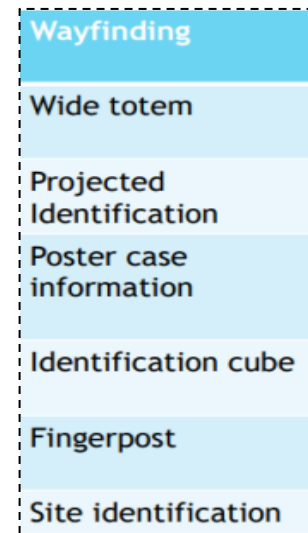 Wayfinding
Wide totem
Projected
Identification
Poster case
information
Identification cube
Fingerpost
Site identification